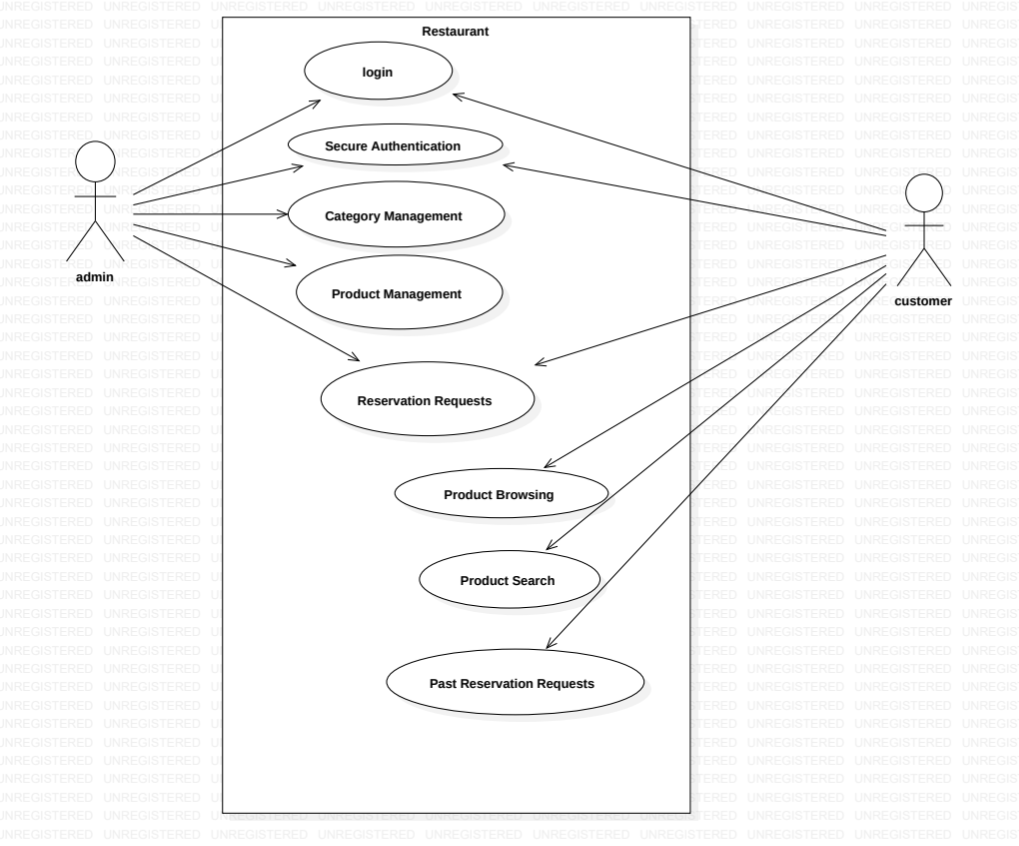 Restaurant
login
Secure Authentication
Category Management
Product Management
Reservation Requests
Product Browsing
Product Search
Past Reservation Requests
admin
customer
UNREGISTERED